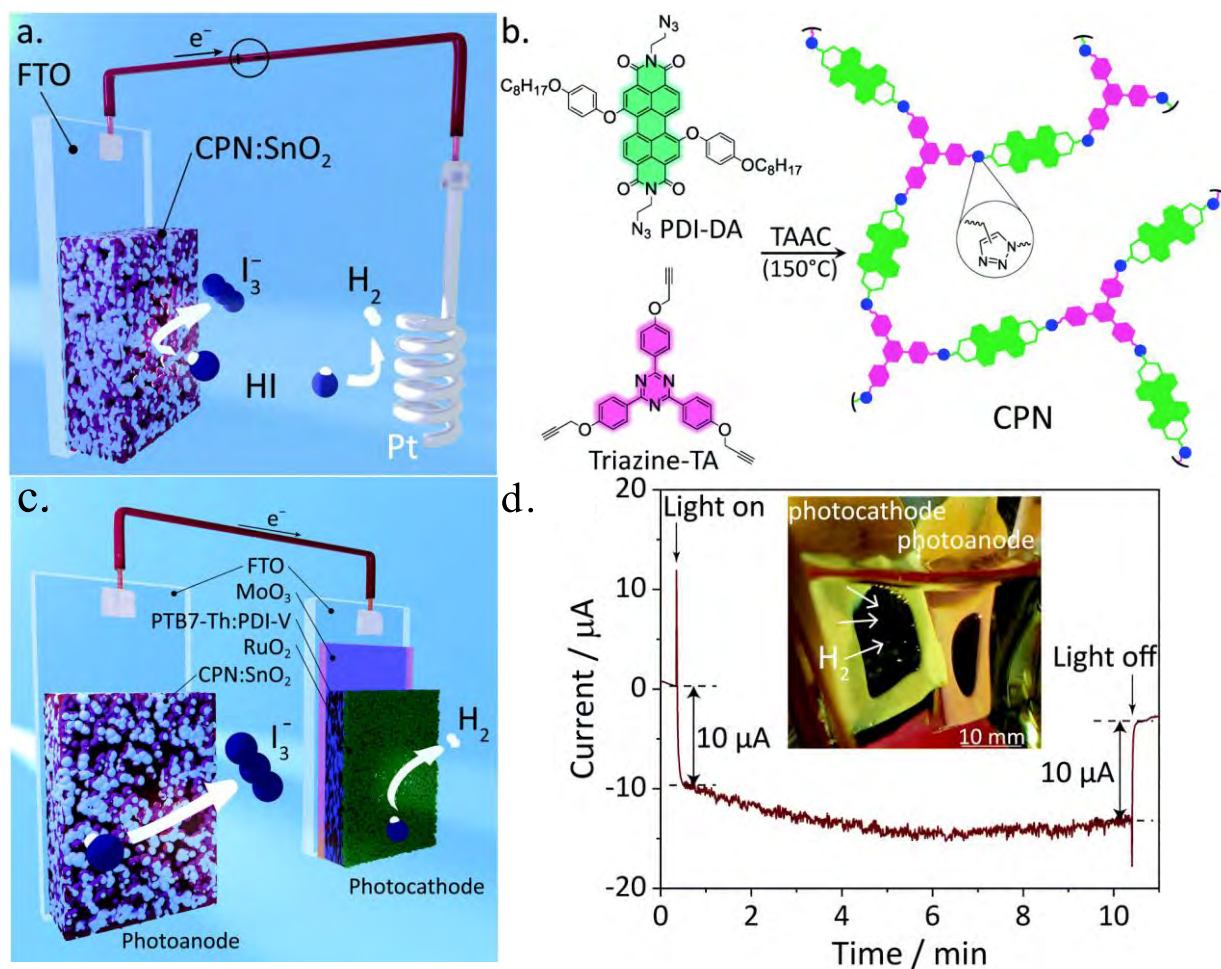 a.
e⁻
FTO
+ −
CPN:SnO₂
I₃⁻
H₂
HI
Pt
b.
N₃
O N O
C₈H₁₇O
O
O
OC₈H₁₇
O N O
N₃
PDI-DA
TAAC
(150°C)
O
N N
N
O
O
Triazine-TA
N
N=N
CPN
c.
e⁻
FTO
MoO₃
PTB7-Th:PDI-V
RuO₂
CPN:SnO₂
I₃⁻
H₂
Photoanode
Photocathode
d.
Light on
photocathode
photoanode
H₂
10 mm
Light off
10 µA
10 µA
Current / µA
20
10
0
-10
-20
0
2
4
6
8
10
Time / min